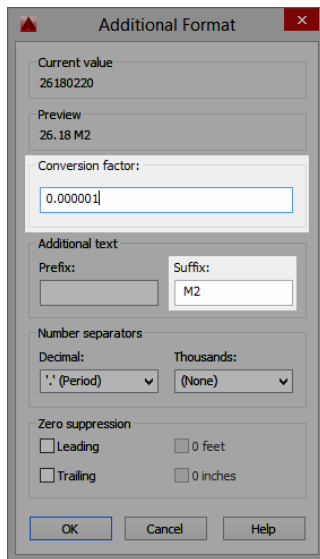 Additional Format
Current value
26180220
Preview
26.18 M2
Conversion factor:
0.000001
Additional text
Prefix:
Suffix:
M2
Number separators
Decimal:
Thousands:
'.' (Period)
(None)
Zero suppression
Leading
0 feet
Trailing
0 inches
OK
Cancel
Help